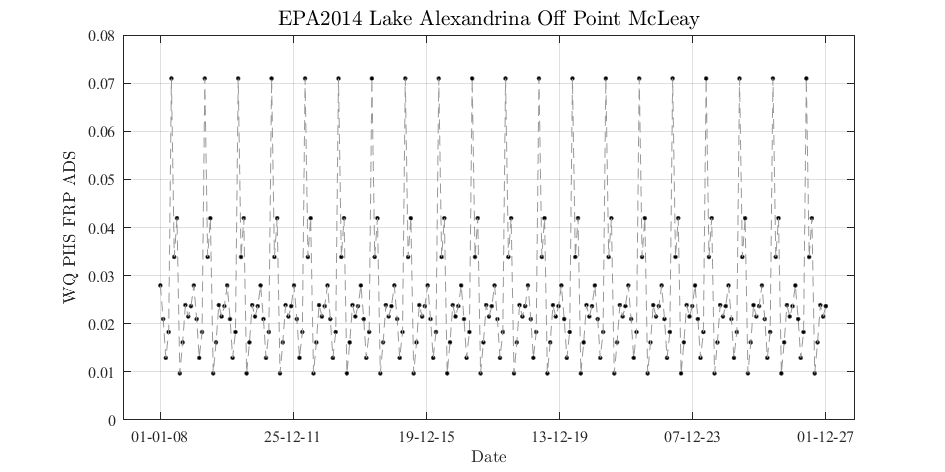 EPA2014 Lake Alexandrina Off Point McLeay
0.08
0.07
0.06
0.05
0.04
0.03
0.02
0.01
0
WQ PHS FRP ADS
01-01-08 25-12-11 19-12-15 13-12-19 07-12-23 01-12-27
Date